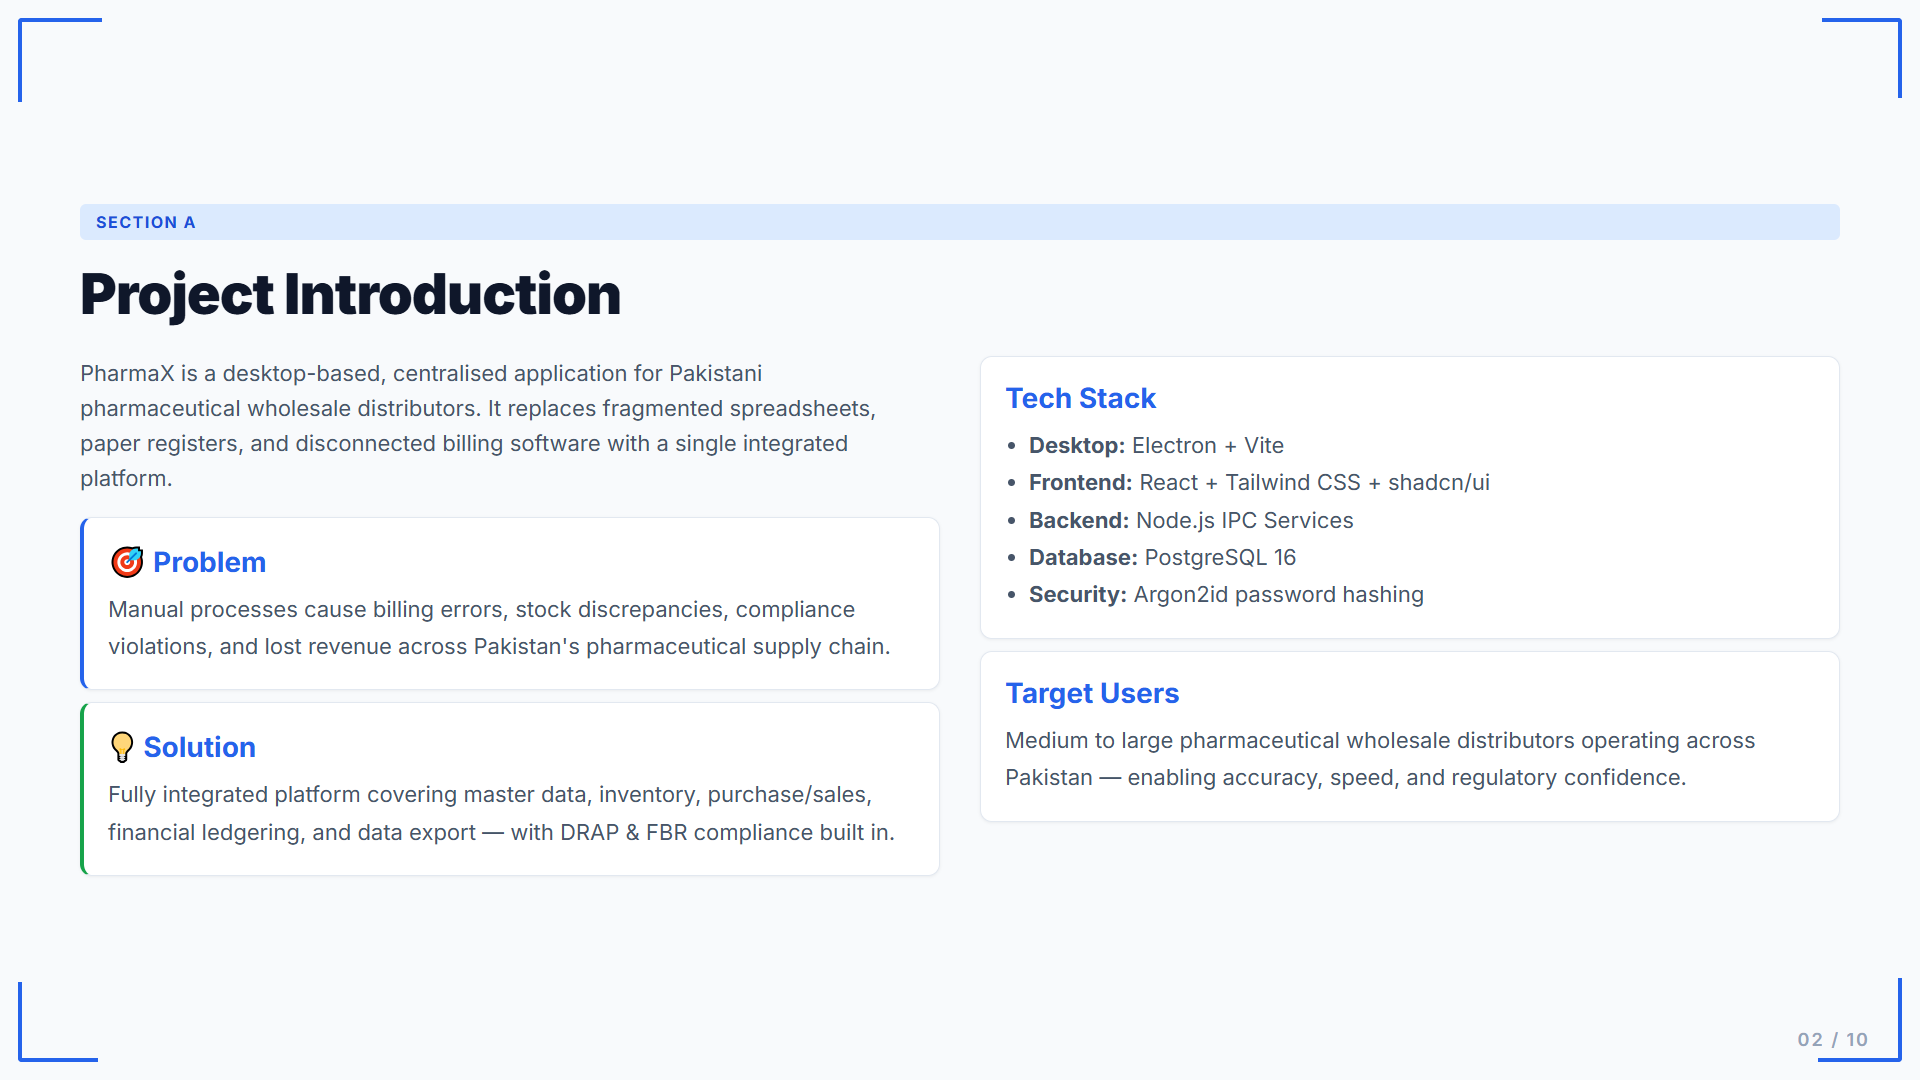 SECTION A
Project Introduction
PharmaX is a desktop-based, centralised application for Pakistani
pharmaceutical wholesale distributors. It replaces fragmented spreadsheets,
paper registers, and disconnected billing software with a single integrated
platform.
🎯 Problem
Manual processes cause billing errors, stock discrepancies, compliance
violations, and lost revenue across Pakistan's pharmaceutical supply chain.
💡 Solution
Fully integrated platform covering master data, inventory, purchase/sales,
financial ledgering, and data export — with DRAP & FBR compliance built in.
Tech Stack
• Desktop: Electron + Vite
• Frontend: React + Tailwind CSS + shadcn/ui
• Backend: Node.js IPC Services
• Database: PostgreSQL 16
• Security: Argon2id password hashing
Target Users
Medium to large pharmaceutical wholesale distributors operating across
Pakistan — enabling accuracy, speed, and regulatory confidence.
02 / 10